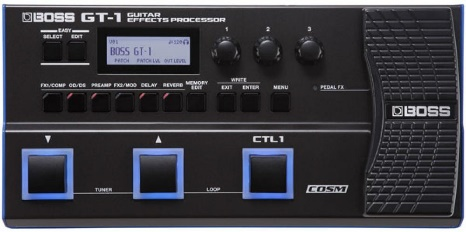 BOSS GT-1 GUITAR EFFECTS PROCESSOR
EASY
SELECT EDIT
1 2 3
U01
BOSS GT-1
PATCH PATCH LVL OUT LEVEL
FX1/COMP OD/DS PREAMP FX2/MOD DELAY REVERB MEMORY EDIT
WRITE
EXIT ENTER MENU
PEDAL FX
BOSS
CTL1
TUNER LOOP
COSM